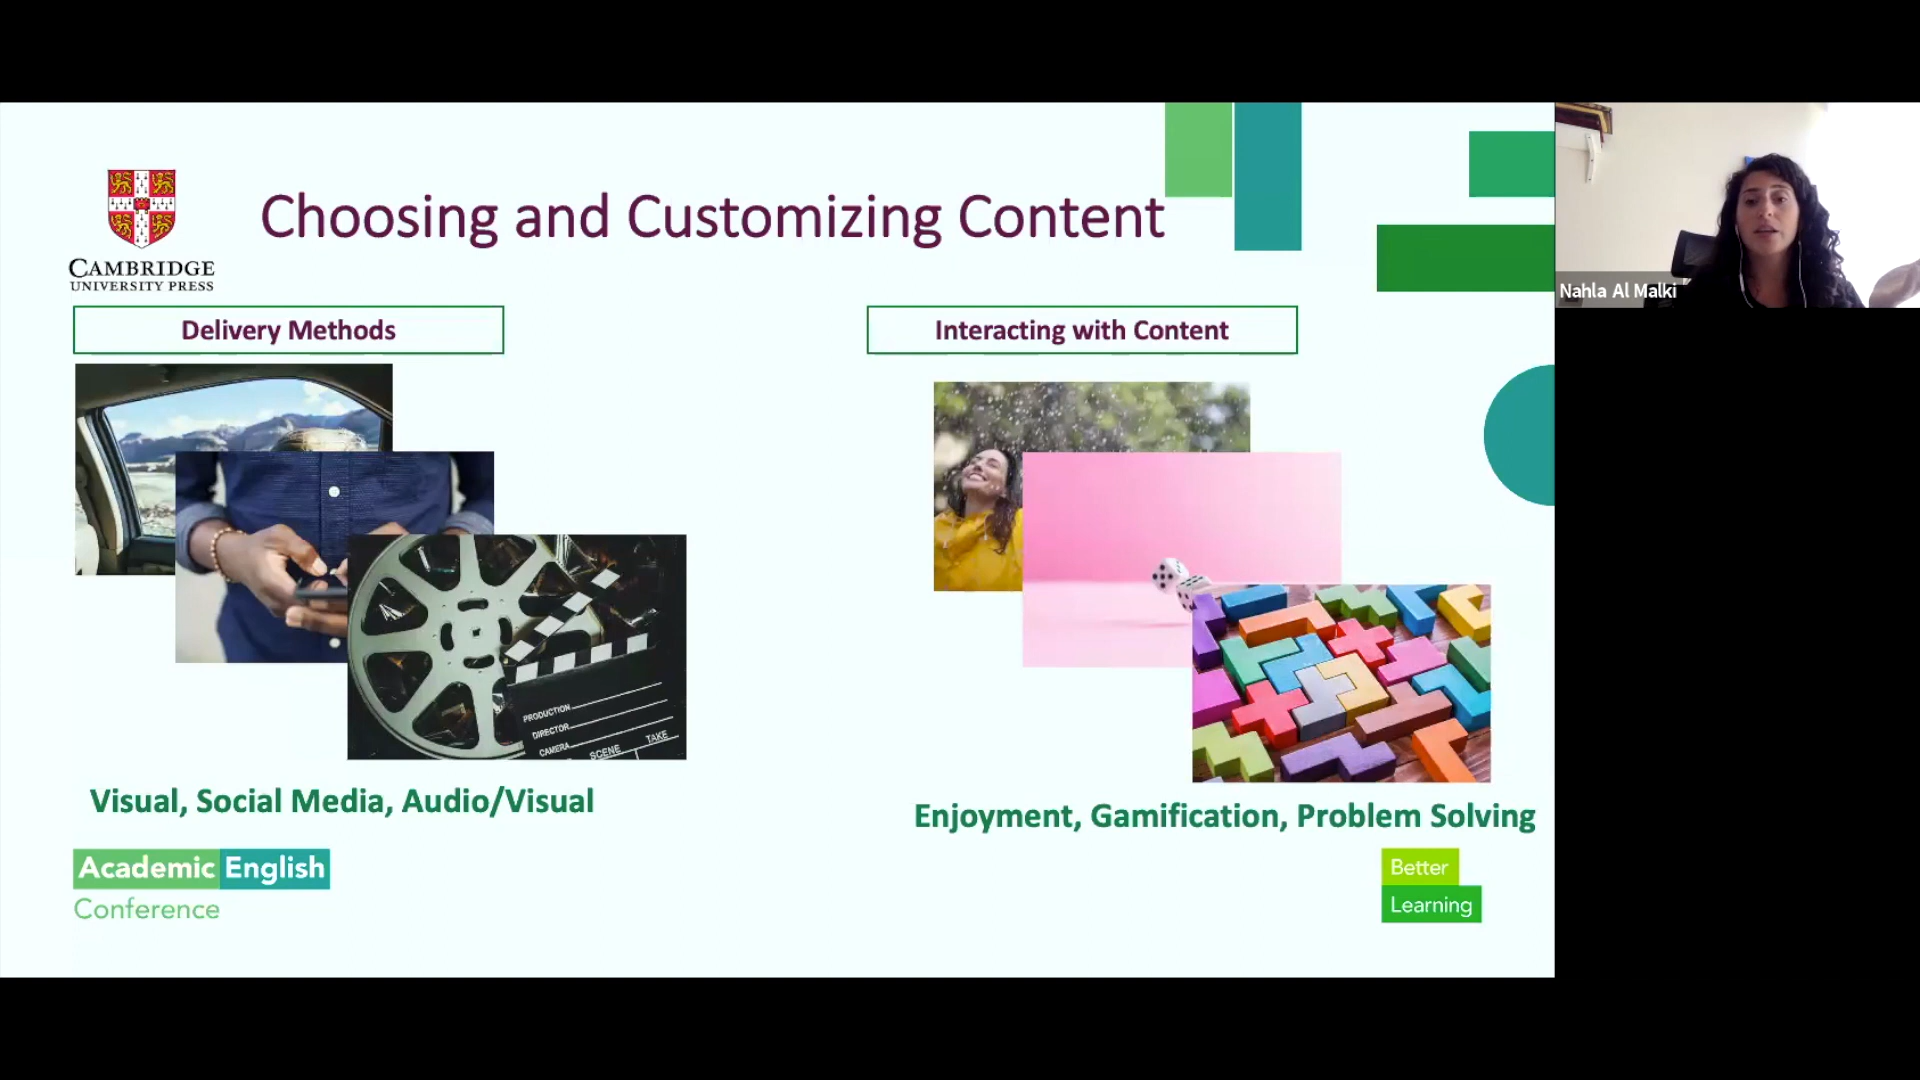 Choosing and Customizing Content
CAMBRIDGE
UNIVERSITY PRESS
Nahla Al Malki
Delivery Methods
Interacting with Content
PRODUCTION
DIRECTOR
CAMERA
SCENE
TAKE
Visual, Social Media, Audio/Visual
Enjoyment, Gamification, Problem Solving
Academic English
Conference
Better
Learning